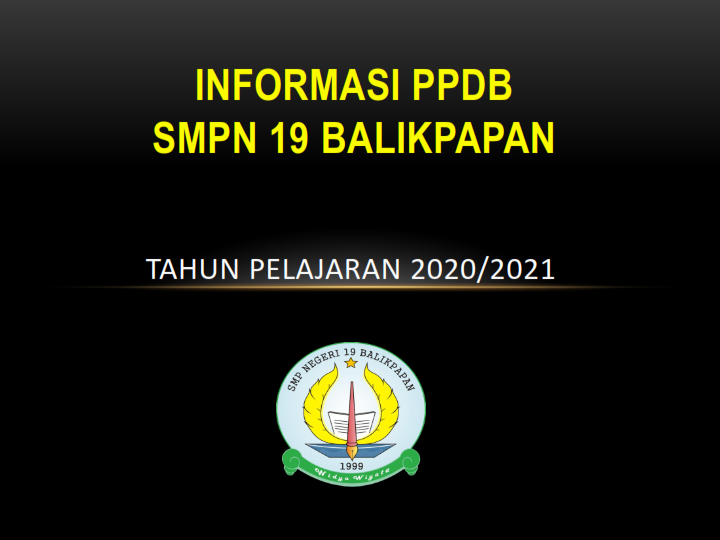 INFORMASI PPDB
SMPN 19 BALIKPAPAN
TAHUN PELAJARAN 2020/2021
SMP NEGERI 19 BALIKPAPAN
1999
Widya Wiyata